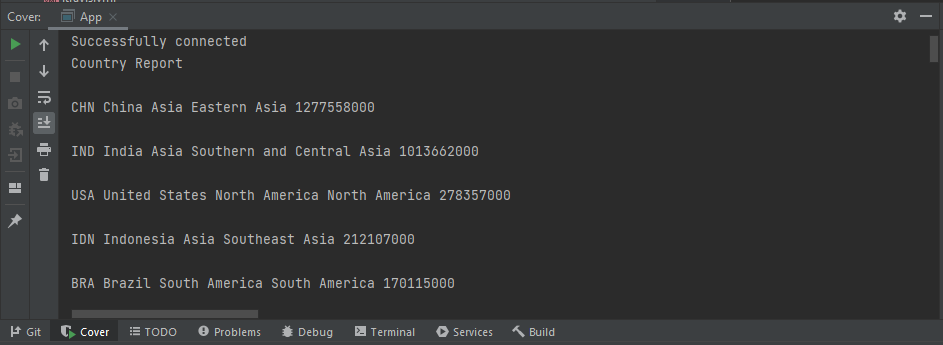 Cover: App
Successfully connected
Country Report
CHN China Asia Eastern Asia 1277558000
IND India Asia Southern and Central Asia 1013662000
USA United States North America North America 278357000
IDN Indonesia Asia Southeast Asia 212107000
BRA Brazil South America South America 170115000
Git Cover TODO Problems Debug Terminal Services Build